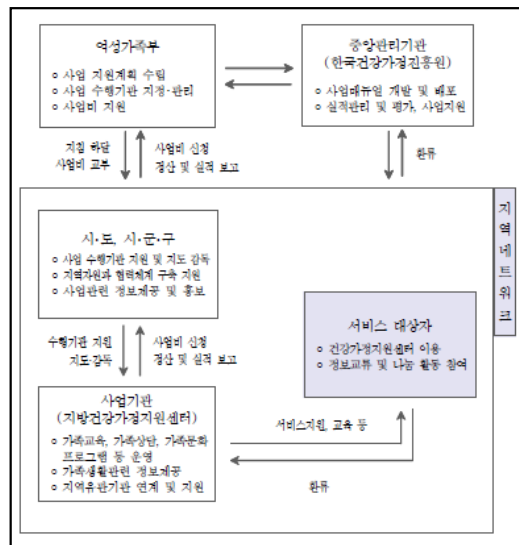 여성가족부
○ 사업 지원계획 수립
○ 사업 수행기관 지정·관리
○ 사업비 지원
중앙관리기관
(한국건강가정진흥원)
○ 사업매뉴얼 개발 및 배포
○ 실적관리 및 평가, 사업지원
지침 하달
사업비 교부
사업비 신청
정산 및 실적 보고
환류
지역네트워크
시·도, 시·군·구
○ 사업 수행기관 지원 및 지도 감독
○ 지역자원과 협력체계 구축 지원
○ 사업관련 정보제공 및 홍보
수행기관 지원
지도·감독
사업비 신청
정산 및 실적 보고
서비스 대상자
○ 건강가정지원센터 이용
○ 정보교류 및 나눔 활동 참여
사업기관
(지방건강가정지원센터)
○ 가족교육, 가족상담, 가족문화
프로그램 등 운영
○ 가족생활관련 정보제공
○ 지역유관기관 연계 및 지원
서비스지원, 교육 등
환류